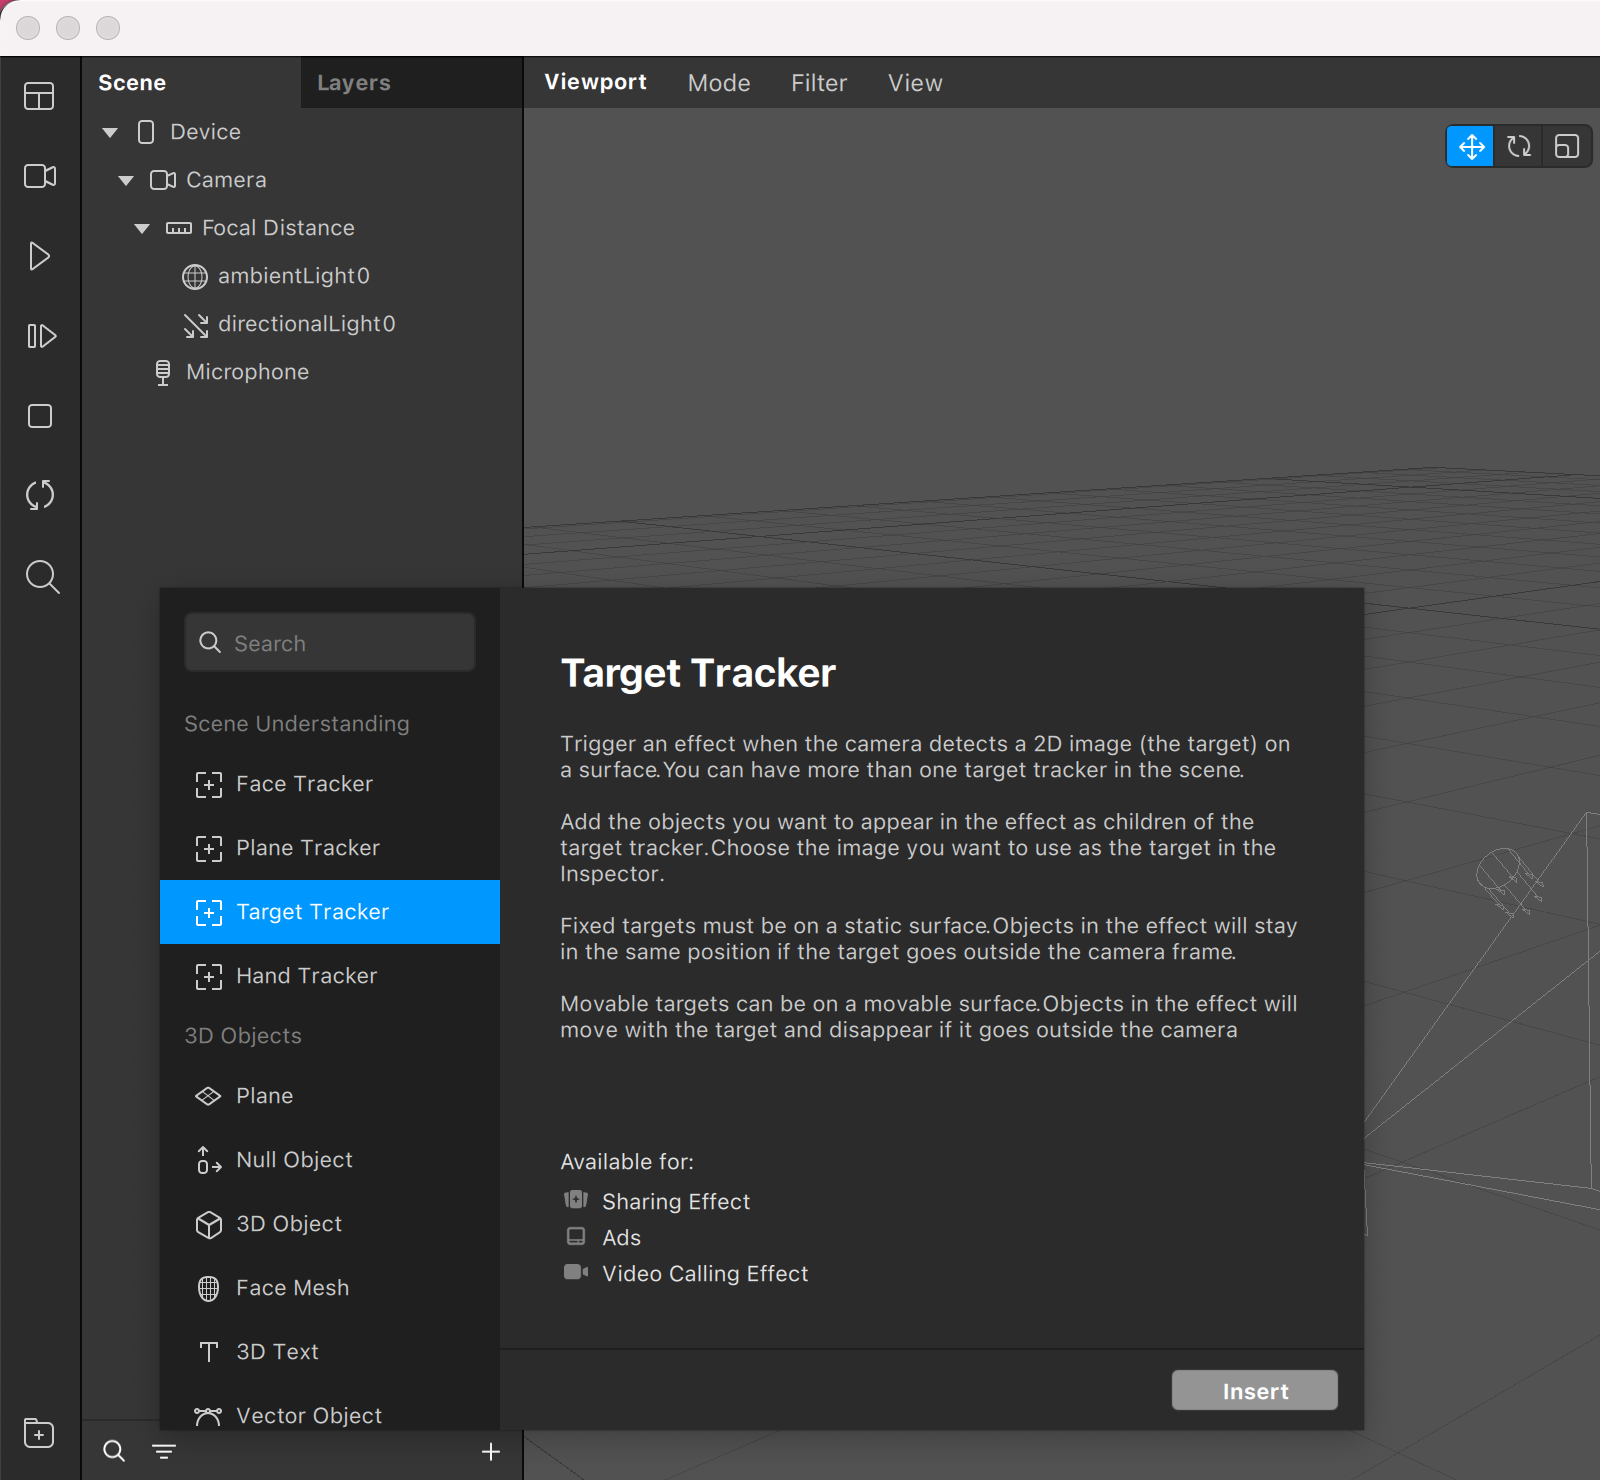 Scene
Layers
Viewport
Mode
Filter
View
Device
Camera
Focal Distance
ambientLight0
directionalLight0
Microphone
Search
Scene Understanding
Face Tracker
Plane Tracker
Target Tracker
Hand Tracker
3D Objects
Plane
Null Object
3D Object
Face Mesh
3D Text
Vector Object
Target Tracker
Trigger an effect when the camera detects a 2D image (the target) on
a surface.You can have more than one target tracker in the scene.
Add the objects you want to appear in the effect as children of the
target tracker.Choose the image you want to use as the target in the
Inspector.
Fixed targets must be on a static surface.Objects in the effect will stay
in the same position if the target goes outside the camera frame.
Movable targets can be on a movable surface.Objects in the effect will
move with the target and disappear if it goes outside the camera
Available for:
Sharing Effect
Ads
Video Calling Effect
Insert